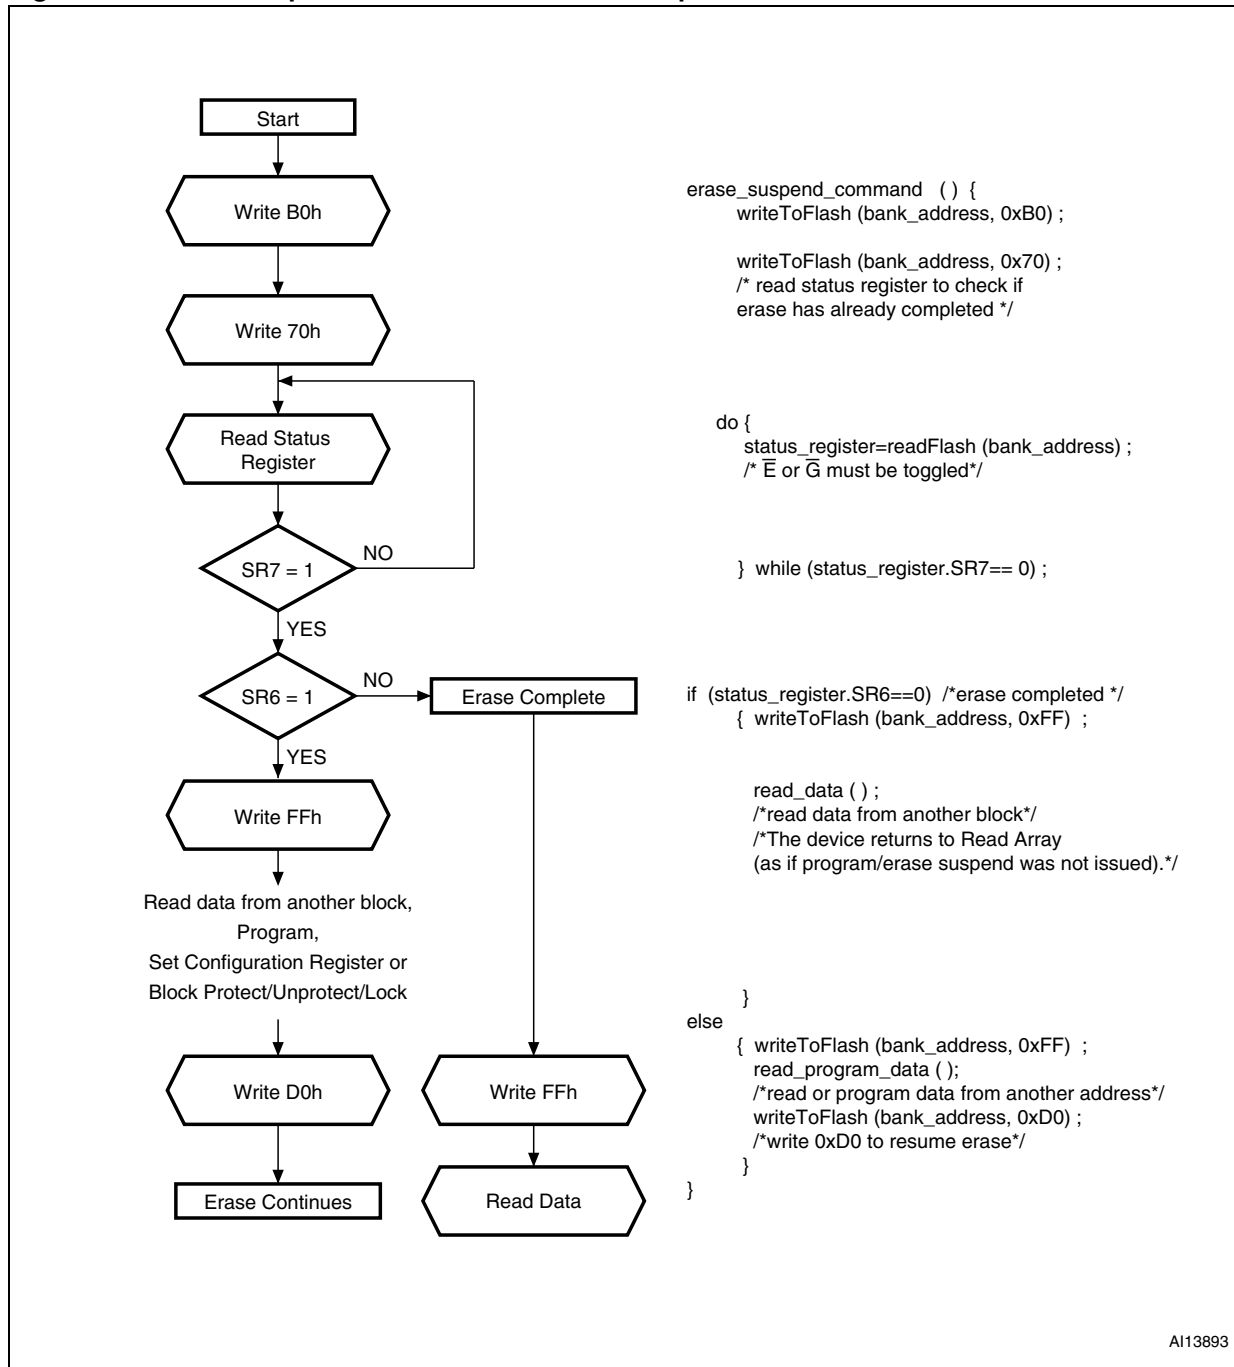 Start
Write B0h
Write 70h
Read Status
Register
SR7 = 1
NO
YES
SR6 = 1
NO
Erase Complete
YES
Write FFh
Read data from another block,
Program,
Set Configuration Register or
Block Protect/Unprotect/Lock
Write D0h
Write FFh
Erase Continues
Read Data
erase_suspend_command ( ) {
writeToFlash (bank_address, 0xB0) ;
writeToFlash (bank_address, 0x70) ;
/* read status register to check if
erase has already completed */
do {
status_register=readFlash (bank_address) ;
/* E̅ or G̅ must be toggled*/
} while (status_register.SR7== 0) ;
if (status_register.SR6==0) /*erase completed */
{ writeToFlash (bank_address, 0xFF) ;
read_data ( ) ;
/*read data from another block*/
/*The device returns to Read Array
(as if program/erase suspend was not issued).*/
}
else
{ writeToFlash (bank_address, 0xFF) ;
read_program_data ( );
/*read or program data from another address*/
writeToFlash (bank_address, 0xD0) ;
/*write 0xD0 to resume erase*/
}
}
AI13893